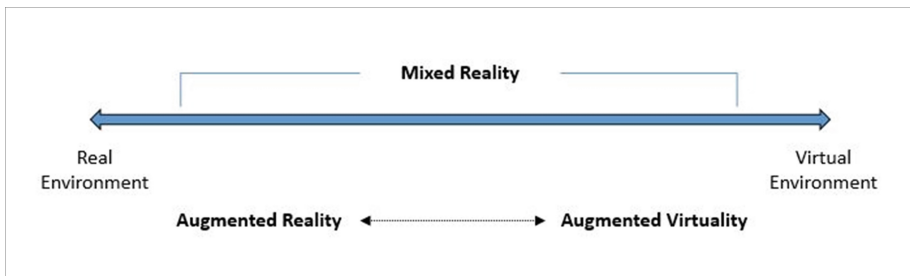 Mixed Reality
Real
Environment
Virtual
Environment
Augmented Reality
Augmented Virtuality